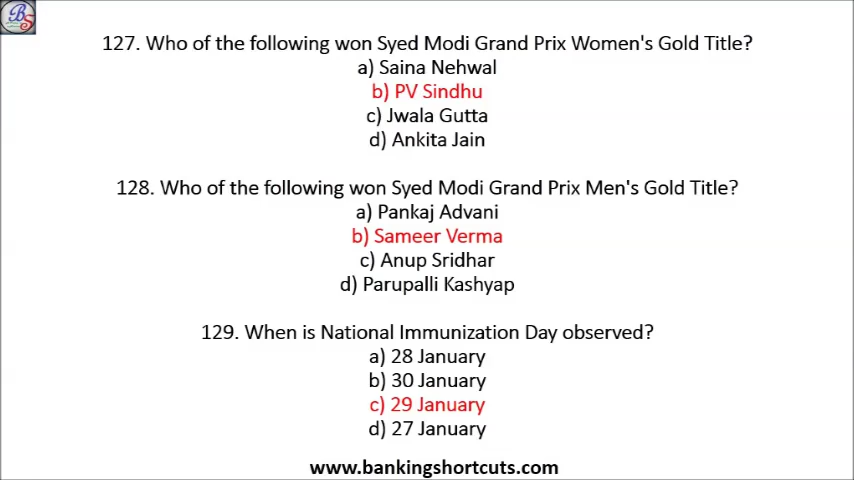 BS
127. Who of the following won Syed Modi Grand Prix Women's Gold Title?
a) Saina Nehwal
b) PV Sindhu
c) Jwala Gutta
d) Ankita Jain
128. Who of the following won Syed Modi Grand Prix Men's Gold Title?
a) Pankaj Advani
b) Sameer Verma
c) Anup Sridhar
d) Parupalli Kashyap
129. When is National Immunization Day observed?
a) 28 January
b) 30 January
c) 29 January
d) 27 January
www.bankingshortcuts.com